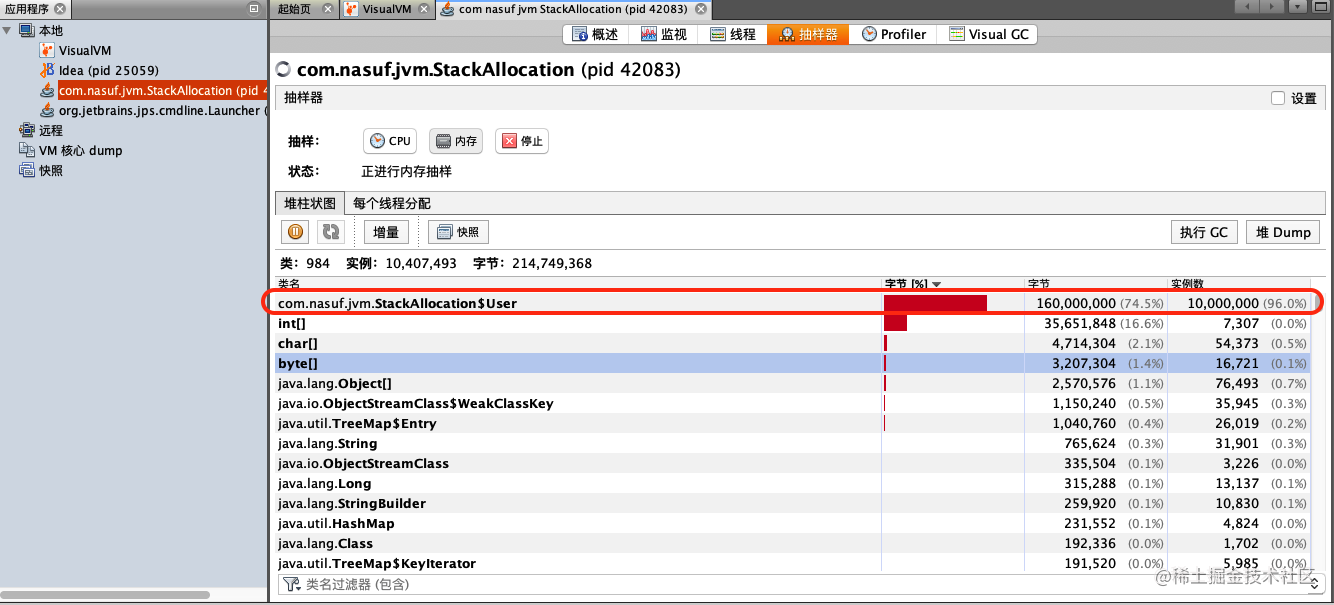 应用程序
起始页
VisualVM
com nasuf jvm StackAllocation (pid 42083)
本地
VisualVM
Idea (pid 25059)
com.nasuf.jvm.StackAllocation (pid 4
org.jetbrains.jps.cmdline.Launcher (
远程
VM 核心 dump
快照
概述
监视
线程
抽样器
Profiler
Visual GC
com.nasuf.jvm.StackAllocation (pid 42083)
抽样器
设置
抽样：
CPU
内存
停止
状态：
正进行内存抽样
堆柱状图
每个线程分配
增量
快照
执行 GC
堆 Dump
类： 984 实例： 10,407,493 字节： 214,749,368
类名 字节 [%] 字节 实例数
com.nasuf.jvm.StackAllocation$User 160,000,000 (74.5%) 10,000,000 (96.0%)
int[] 35,651,848 (16.6%) 7,307 (0.0%)
char[] 4,714,304 (2.1%) 54,373 (0.5%)
byte[] 3,207,304 (1.4%) 16,721 (0.1%)
java.lang.Object[] 2,570,576 (1.1%) 76,493 (0.7%)
java.io.ObjectStreamClass$WeakClassKey 1,150,240 (0.5%) 35,945 (0.3%)
java.util.TreeMap$Entry 1,040,760 (0.4%) 26,019 (0.2%)
java.lang.String 765,624 (0.3%) 31,901 (0.3%)
java.io.ObjectStreamClass 335,504 (0.1%) 3,226 (0.0%)
java.lang.Long 315,288 (0.1%) 13,137 (0.1%)
java.lang.StringBuilder 259,920 (0.1%) 10,830 (0.1%)
java.util.HashMap 231,552 (0.1%) 4,824 (0.0%)
java.lang.Class 192,336 (0.0%) 1,702 (0.0%)
java.util.TreeMap$KeyIterator 191,520 (0.0%) 5,985 (0.0%)
类名过滤器 (包含)
@稀土掘金技术社区